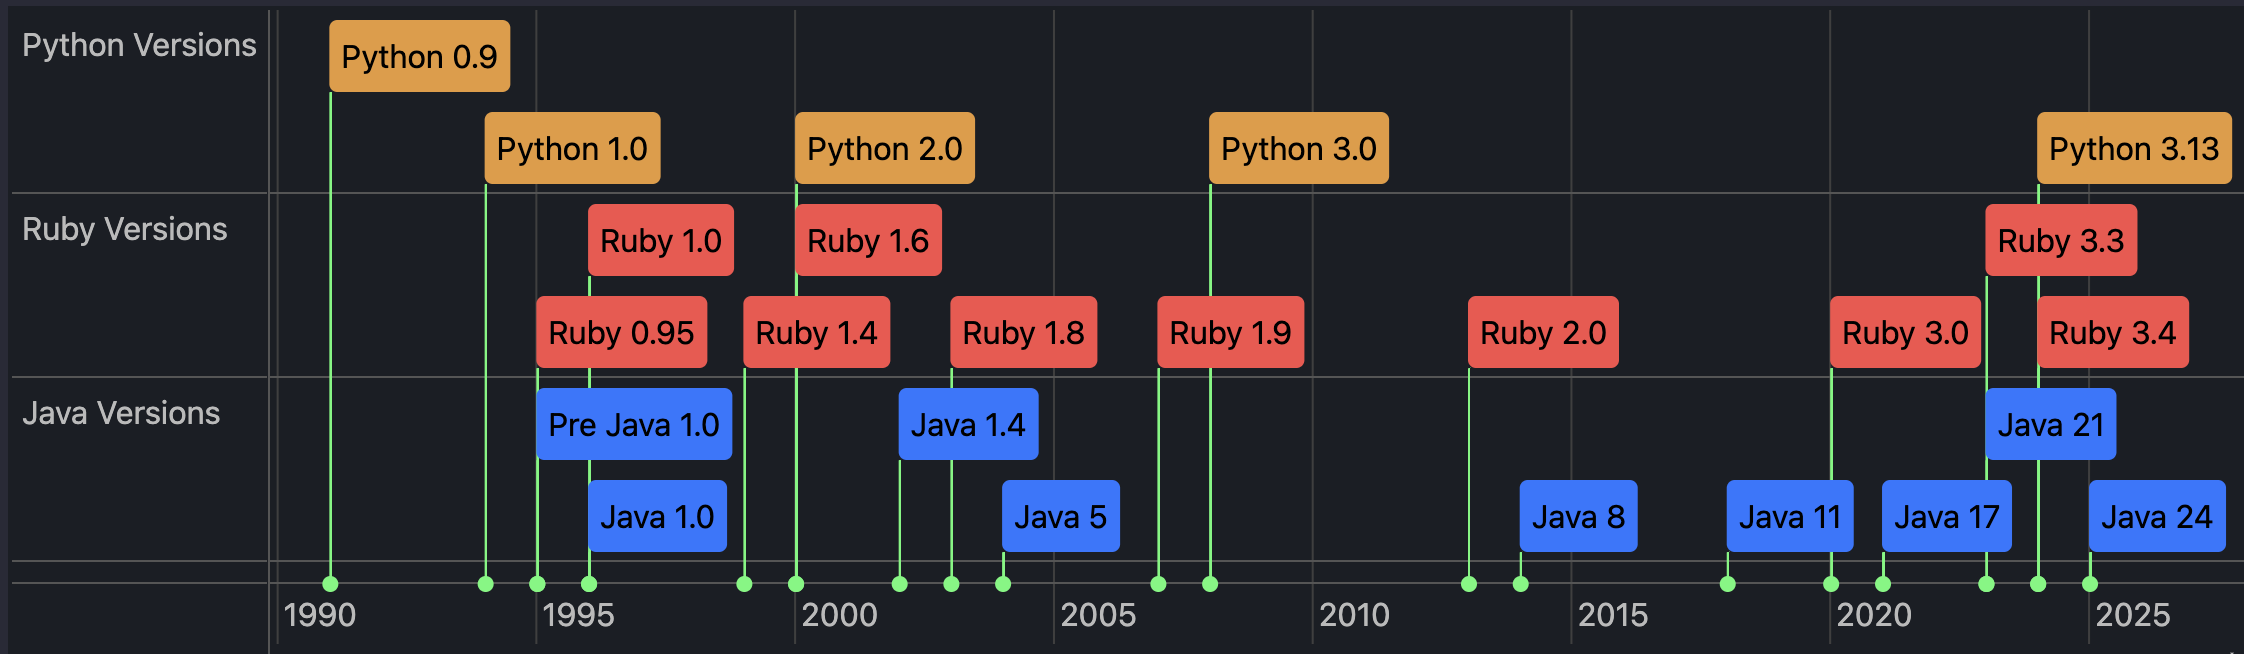 Python Versions
Python 0.9
Python 1.0
Python 2.0
Python 3.0
Python 3.13
Ruby Versions
Ruby 1.0
Ruby 1.6
Ruby 3.3
Ruby 0.95
Ruby 1.4
Ruby 1.8
Ruby 1.9
Ruby 2.0
Ruby 3.0
Ruby 3.4
Java Versions
Pre Java 1.0
Java 1.4
Java 21
Java 1.0
Java 5
Java 8
Java 11
Java 17
Java 24
1990
1995
2000
2005
2010
2015
2020
2025